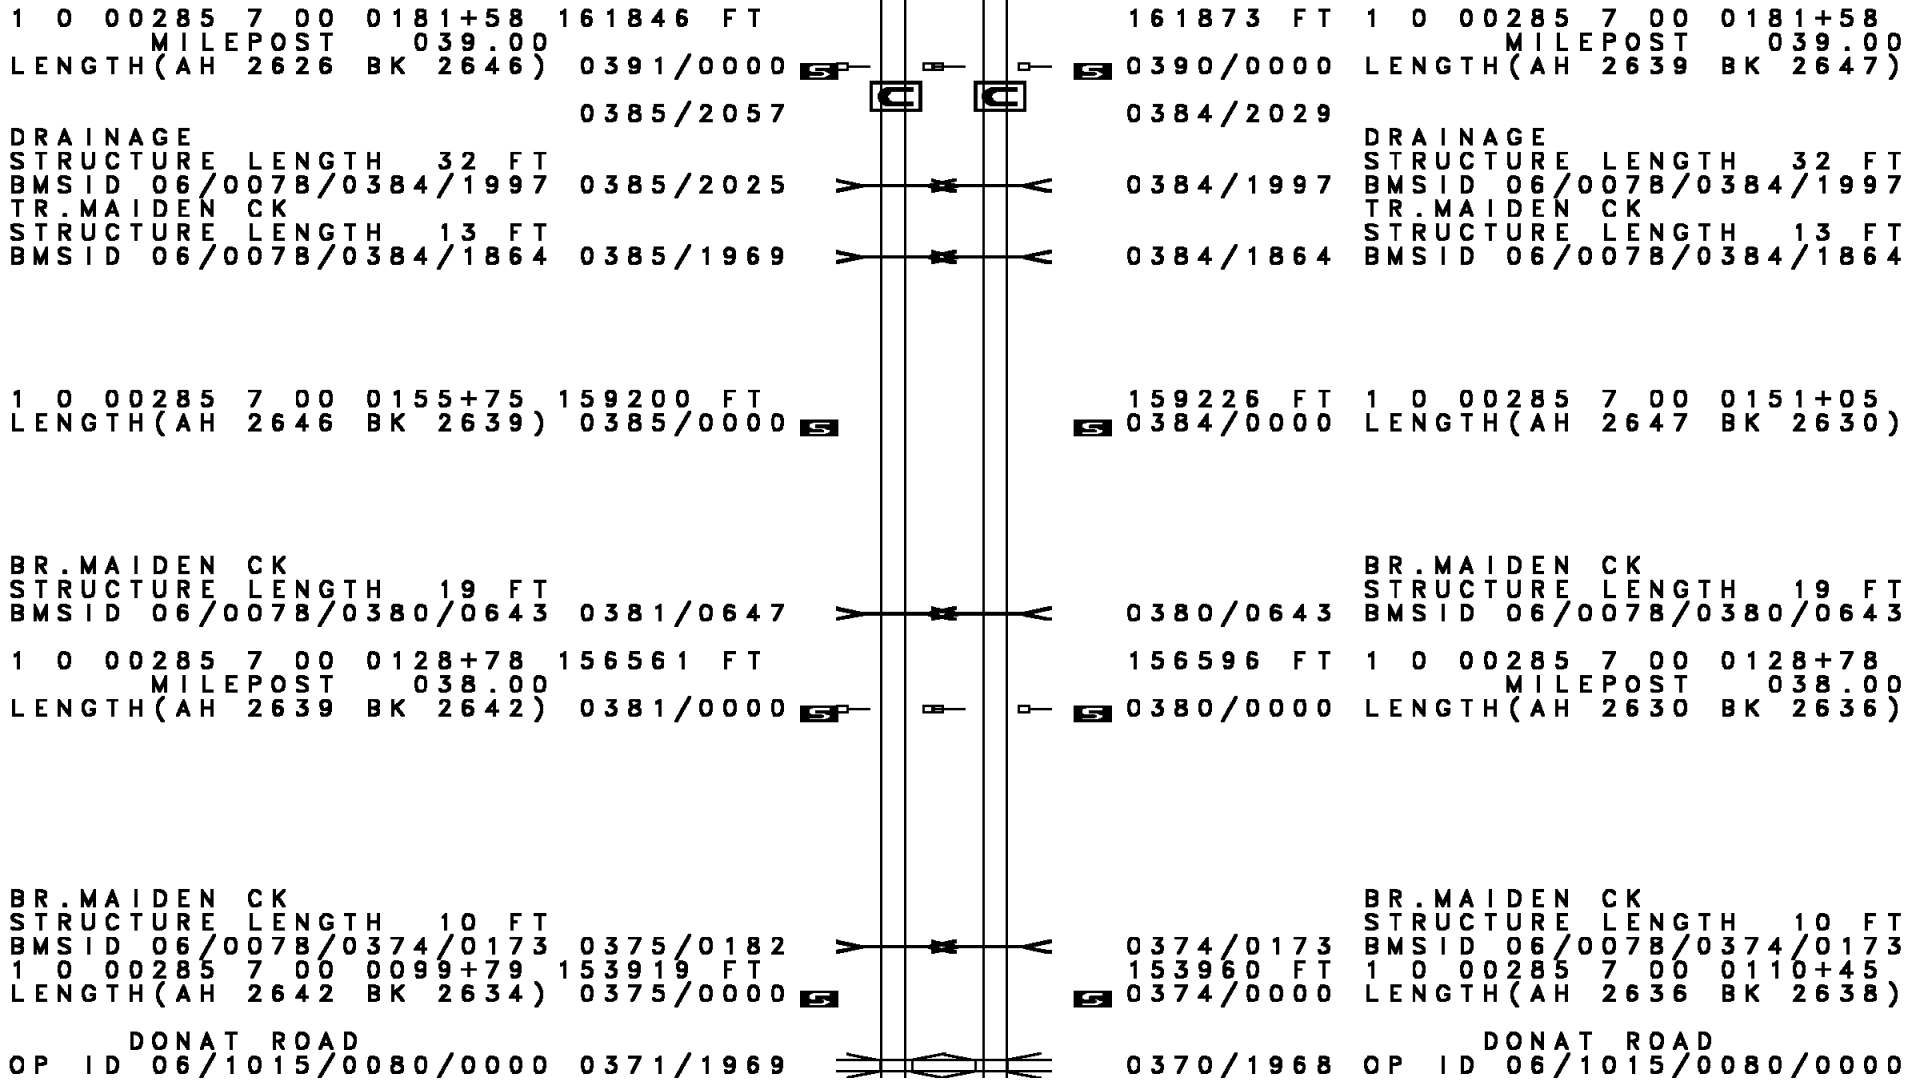 1 0 00285 7 00 0181+58 161846 FT 161873 FT 1 0 00285 7 00 0181+58
MILEPOST 039.00 MILEPOST 039.00
LENGTH(AH 2626 BK 2646) 0391/0000 S S 0390/0000 LENGTH(AH 2639 BK 2647)
C C
0385/2057 0384/2029
DRAINAGE DRAINAGE
STRUCTURE LENGTH 32 FT STRUCTURE LENGTH 32 FT
BMSID 06/0078/0384/1997 0385/2025 0384/1997 BMSID 06/0078/0384/1997
TR.MAIDEN CK TR.MAIDEN CK
STRUCTURE LENGTH 13 FT STRUCTURE LENGTH 13 FT
BMSID 06/0078/0384/1864 0385/1969 0384/1864 BMSID 06/0078/0384/1864
1 0 00285 7 00 0155+75 159200 FT 159226 FT 1 0 00285 7 00 0151+05
LENGTH(AH 2646 BK 2639) 0385/0000 S S 0384/0000 LENGTH(AH 2647 BK 2630)
BR.MAIDEN CK BR.MAIDEN CK
STRUCTURE LENGTH 19 FT STRUCTURE LENGTH 19 FT
BMSID 06/0078/0380/0643 0381/0647 0380/0643 BMSID 06/0078/0380/0643
1 0 00285 7 00 0128+78 156561 FT 156596 FT 1 0 00285 7 00 0128+78
MILEPOST 038.00 MILEPOST 038.00
LENGTH(AH 2639 BK 2642) 0381/0000 S S 0380/0000 LENGTH(AH 2630 BK 2636)
BR.MAIDEN CK BR.MAIDEN CK
STRUCTURE LENGTH 10 FT STRUCTURE LENGTH 10 FT
BMSID 06/0078/0374/0173 0375/0182 0374/0173 BMSID 06/0078/0374/0173
1 0 00285 7 00 0099+79 153919 FT 153960 FT 1 0 00285 7 00 0110+45
LENGTH(AH 2642 BK 2634) 0375/0000 S S 0374/0000 LENGTH(AH 2636 BK 2638)
DONAT ROAD DONAT ROAD
OP ID 06/1015/0080/0000 0371/1969 0370/1968 OP ID 06/1015/0080/0000